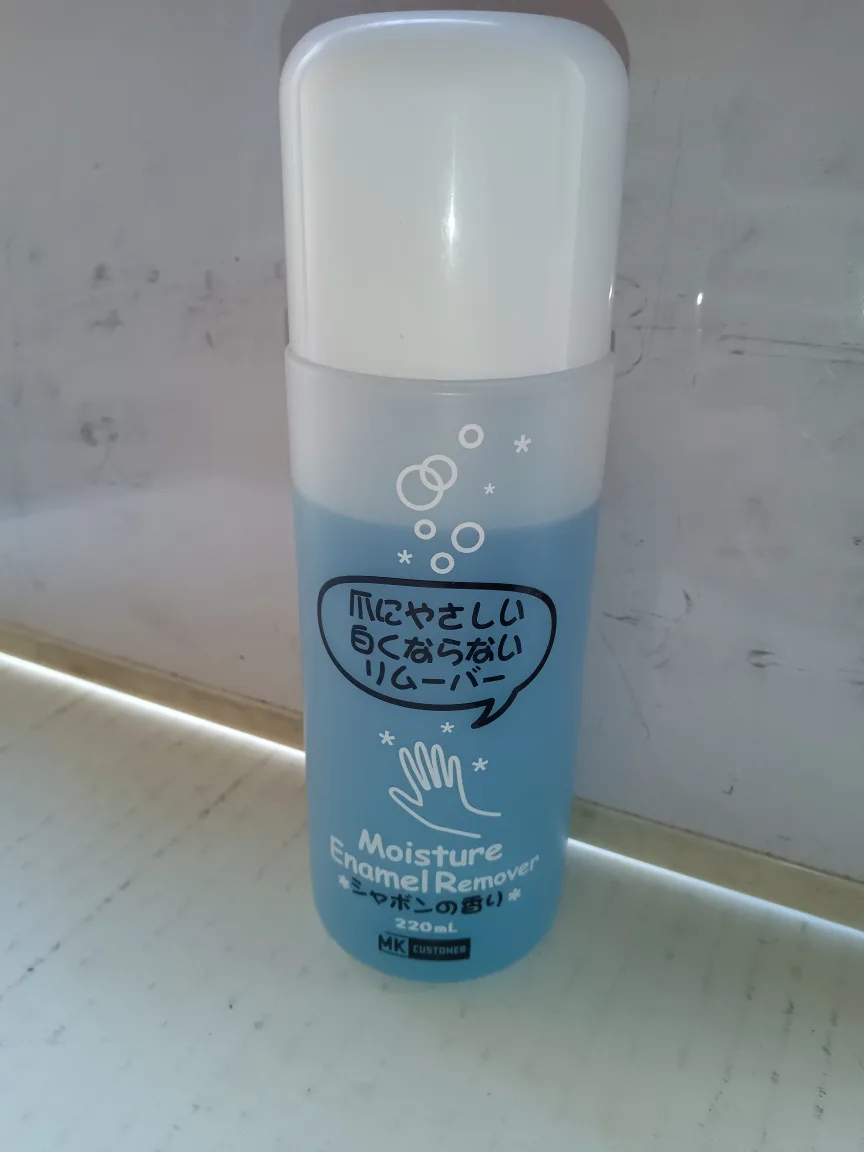 爪にやさしい
白くならない
リムーバー
Moisture
Enamel Remover
*シャボンの香り*
220mL
MK CUSTOMER